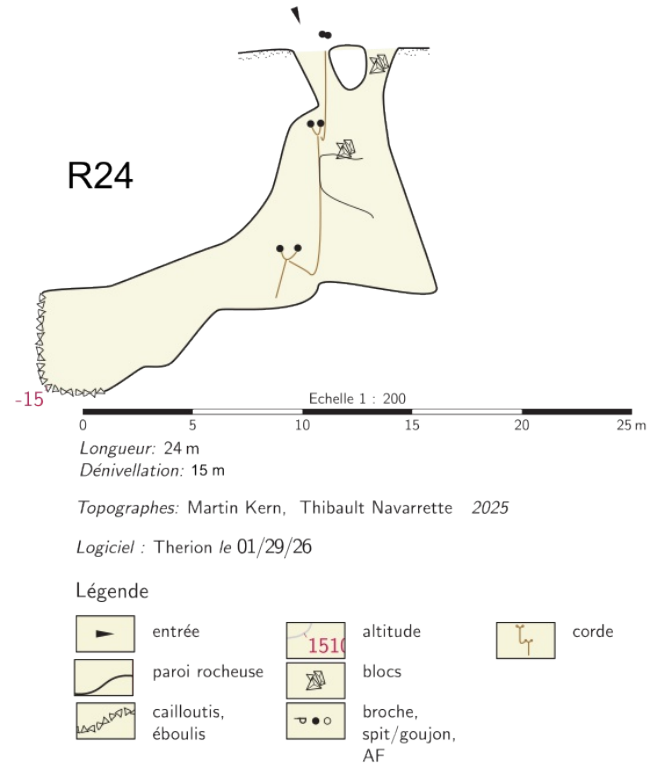 R24
-15
Echelle 1 : 200
0 5 10 15 20 25 m
Longueur: 24 m
Dénivellation: 15 m
Topographes: Martin Kern, Thibault Navarrette 2025
Logiciel : Therion le 01/29/26
Légende
entrée
altitude
corde
1510
paroi rocheuse
blocs
cailloutis,
éboulis
broche,
spit/goujon,
AF